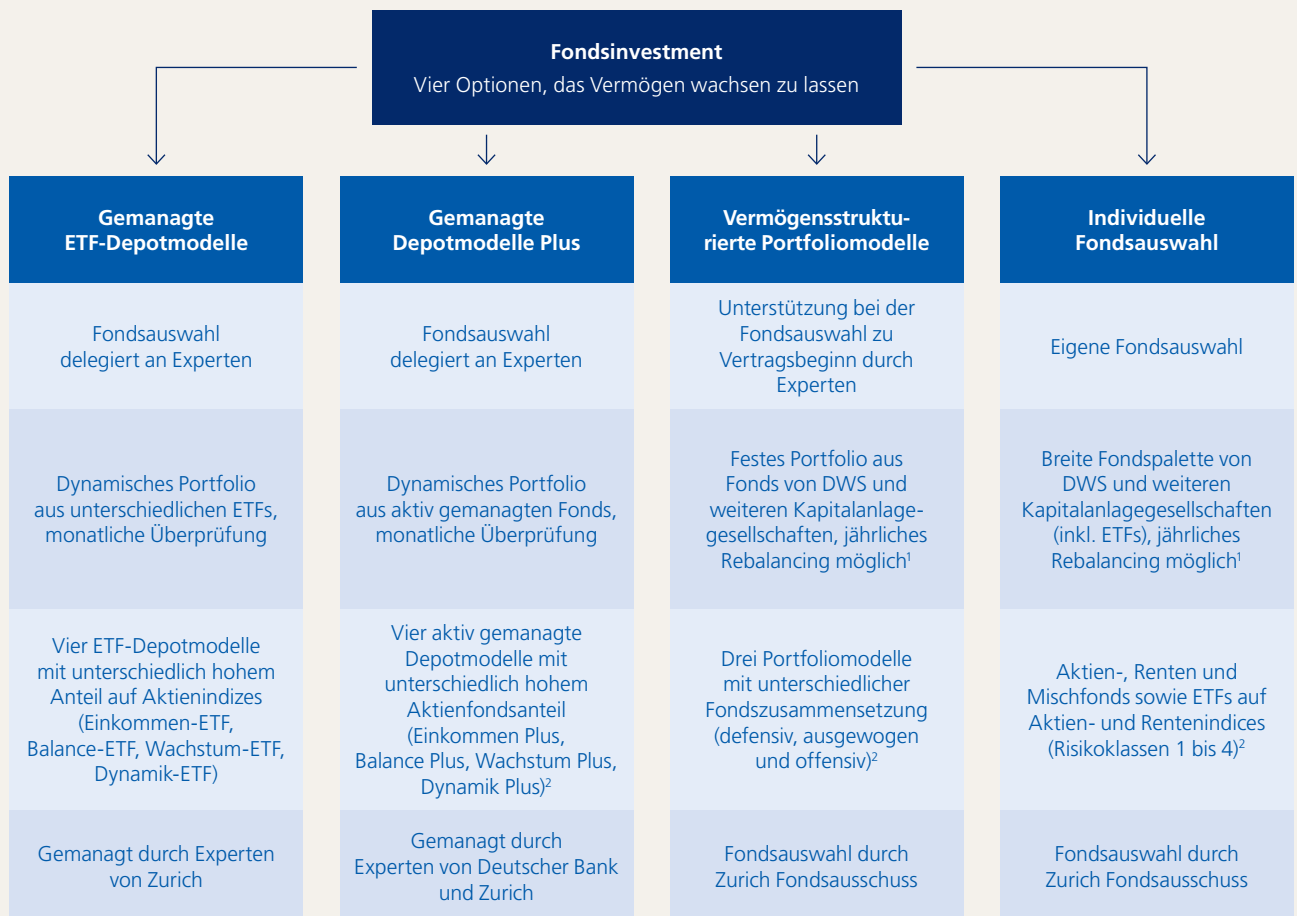 Fondsinvestment
Vier Optionen, das Vermögen wachsen zu lassen
Gemanagte
ETF-Depotmodelle
Fondsauswahl
delegiert an Experten
Dynamisches Portfolio
aus unterschiedlichen ETFs,
monatliche Überprüfung
Vier ETF-Depotmodelle
mit unterschiedlich hohem
Anteil auf Aktienindizes
(Einkommen-ETF,
Balance-ETF, Wachstum-ETF,
Dynamik-ETF)
Gemanagt durch Experten
von Zurich
Gemanagte
Depotmodelle Plus
Fondsauswahl
delegiert an Experten
Dynamisches Portfolio
aus aktiv gemanagten Fonds,
monatliche Überprüfung
Vier aktiv gemanagte
Depotmodelle mit
unterschiedlich hohem
Aktienfondsanteil
(Einkommen Plus,
Balance Plus, Wachstum Plus,
Dynamik Plus)²
Gemanagt durch
Experten von Deutscher Bank
und Zurich
Vermögensstruktu-
rierte Portfoliomodelle
Unterstützung bei der
Fondsauswahl zu
Vertragsbeginn durch
Experten
Festes Portfolio aus
Fonds von DWS und
weiteren Kapitalanlage-
gesellschaften, jährliches
Rebalancing möglich¹
Drei Portfoliomodelle
mit unterschiedlicher
Fondszusammensetzung
(defensiv, ausgewogen
und offensiv)²
Fondsauswahl durch
Zurich Fondsausschuss
Individuelle
Fondsauswahl
Eigene Fondsauswahl
Breite Fondspalette von
DWS und weiteren
Kapitalanlagegesellschaften
(inkl. ETFs), jährliches
Rebalancing möglich¹
Aktien-, Renten und
Mischfonds sowie ETFs auf
Aktien- und Rentenindices
(Risikoklassen 1 bis 4)²
Fondsauswahl durch
Zurich Fondsausschuss